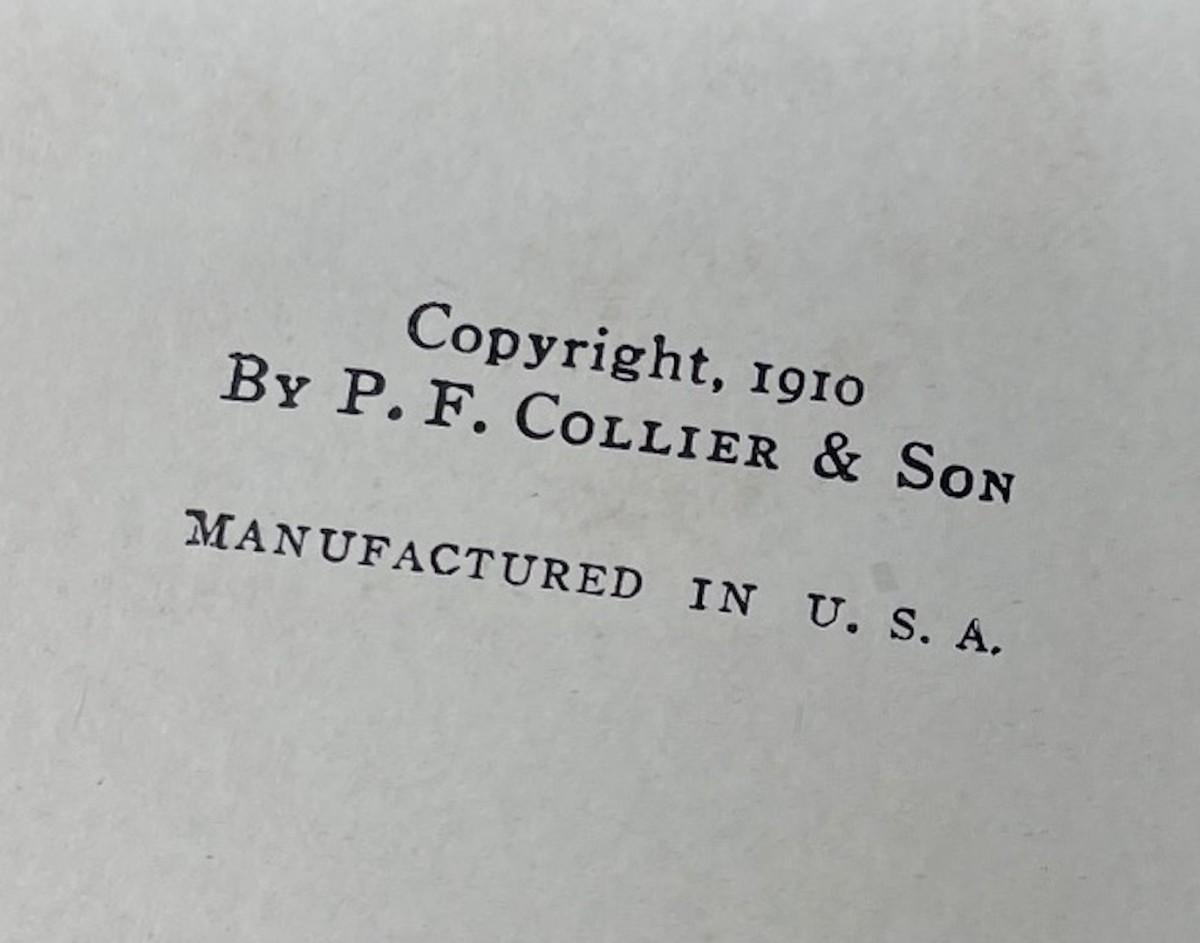 Copyright, 1910
By P. F. Collier & Son
Manufactured in U. S. A.